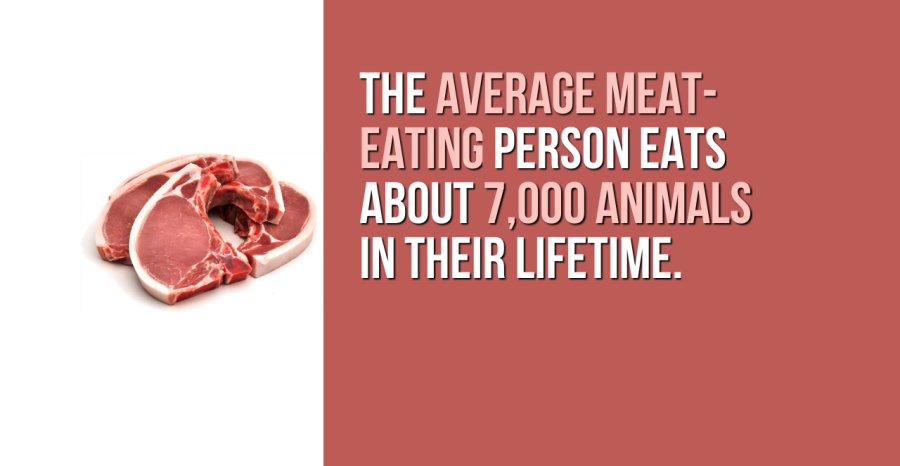 THE AVERAGE MEAT-
EATING PERSON EATS
ABOUT 7,000 ANIMALS
IN THEIR LIFETIME.